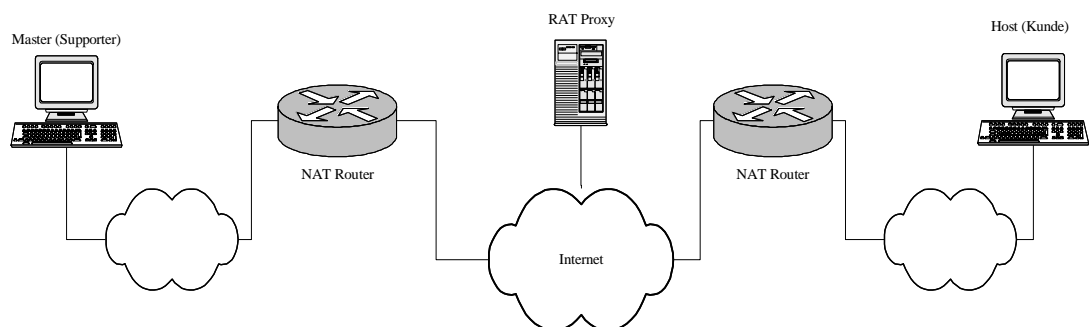 RAT Proxy
Master (Supporter)
Host (Kunde)
NAT Router
NAT Router
Internet